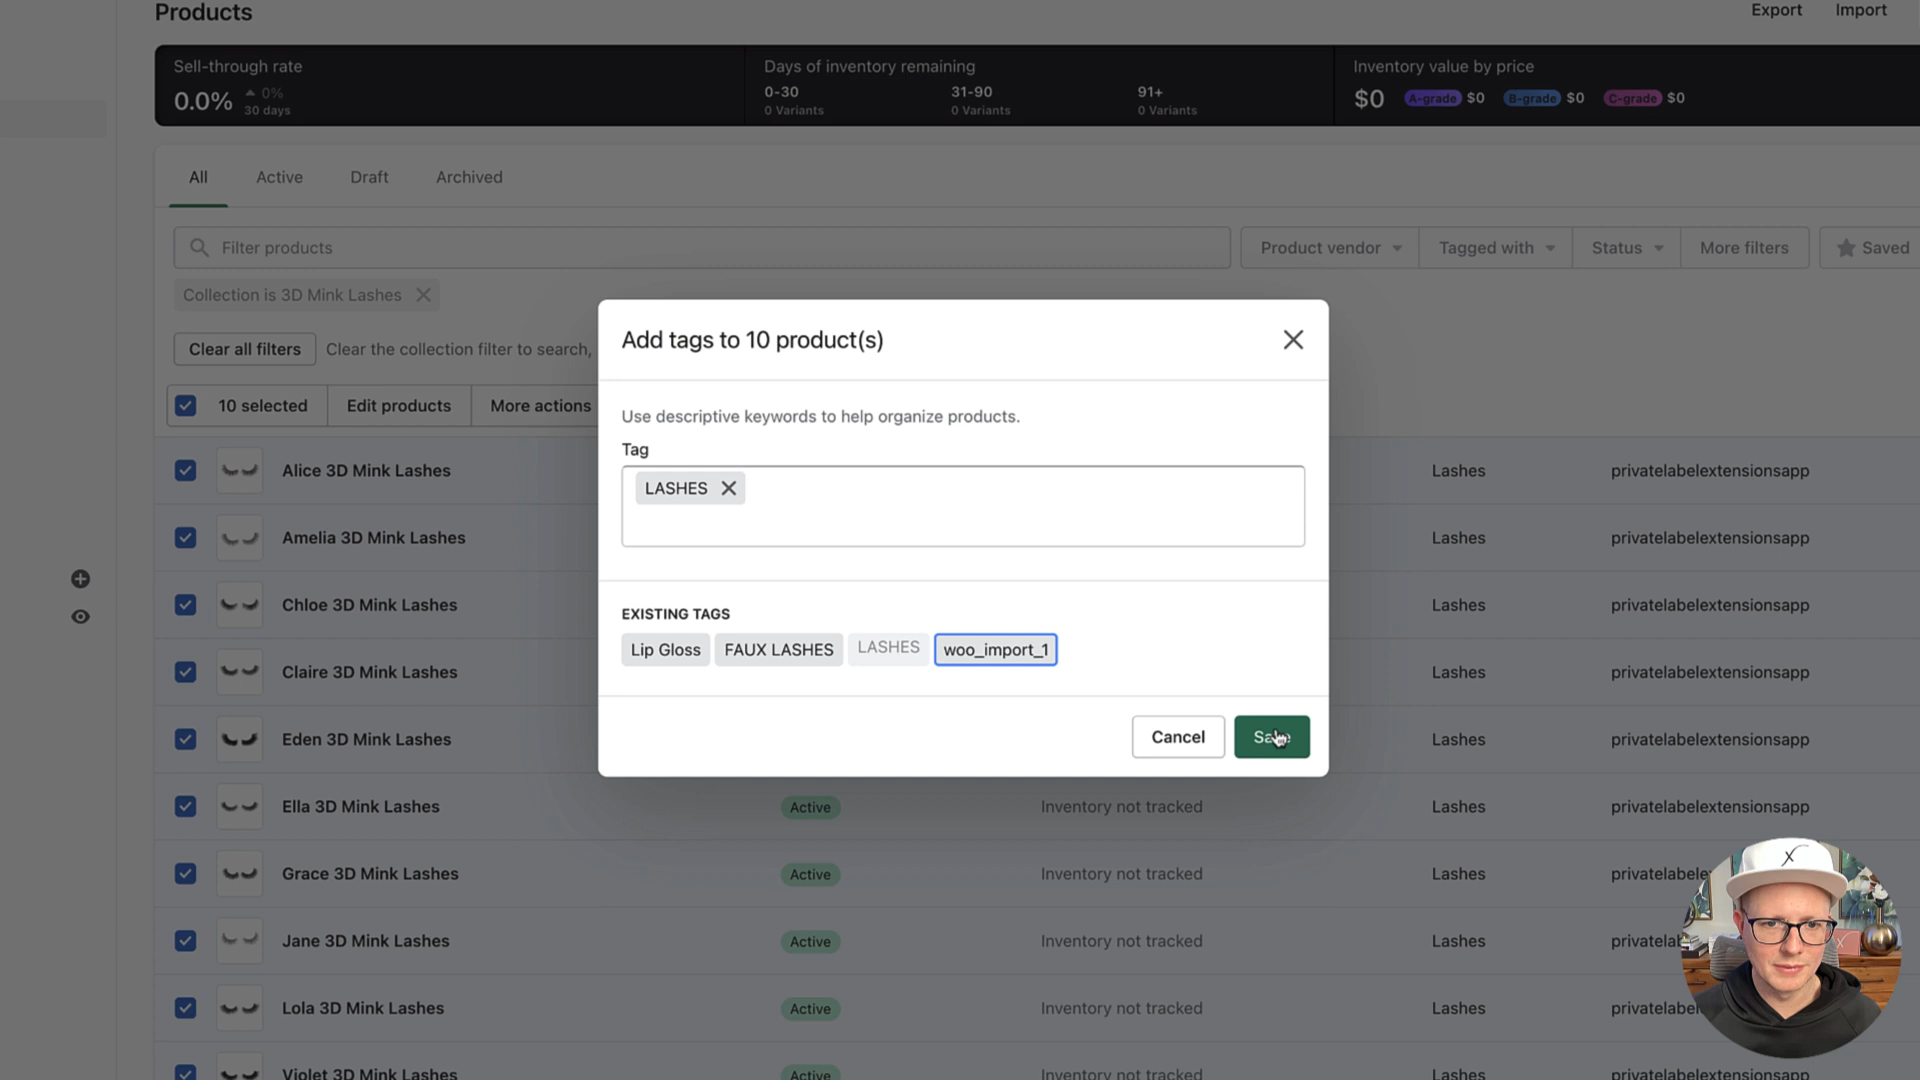 Products
Export Import
Sell-through rate
0.0% 0%
30 days
Days of inventory remaining
0-30 31-90 91+
0 Variants 0 Variants 0 Variants
Inventory value by price
$0 A-grade $0 B-grade $0 C-grade $0
All Active Draft Archived
Filter products
Product vendor Tagged with Status More filters Saved
Collection is 3D Mink Lashes
Clear all filters Clear the collection filter to search,
10 selected Edit products More actions
Add tags to 10 product(s)
Use descriptive keywords to help organize products.
Tag
LASHES
EXISTING TAGS
Lip Gloss FAUX LASHES LASHES woo_import_1
Cancel
Alice 3D Mink Lashes Lashes privatelabelextensionsapp
Amelia 3D Mink Lashes Lashes privatelabelextensionsapp
Chloe 3D Mink Lashes Lashes privatelabelextensionsapp
Claire 3D Mink Lashes Lashes privatelabelextensionsapp
Eden 3D Mink Lashes Lashes privatelabelextensionsapp
Ella 3D Mink Lashes Active Inventory not tracked Lashes privatelabelextensionsapp
Grace 3D Mink Lashes Active Inventory not tracked Lashes
Jane 3D Mink Lashes Active Inventory not tracked Lashes
Lola 3D Mink Lashes Active Inventory not tracked Lashes
Violet 3D Mink Lashes Active Inventory not tracked Lashes